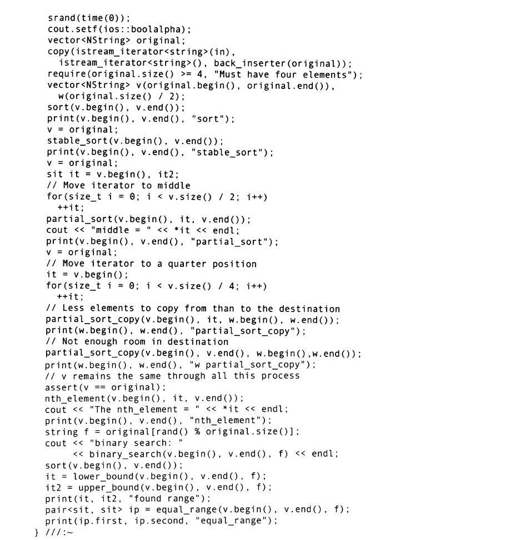 srand(time(0));
cout.setf(ios::boolalpha);
vector<NString> original;
copy(istream_iterator<string>(in),
istream_iterator<string>(), back_inserter(original));
require(original.size() >= 4, "Must have four elements");
vector<NString> v(original.begin(), original.end()),
w(original.size() / 2);
sort(v.begin(), v.end());
print(v.begin(), v.end(), "sort");
v = original;
stable_sort(v.begin(), v.end());
print(v.begin(), v.end(), "stable_sort");
v = original;
sit it = v.begin(), it2;
// Move iterator to middle
for(size_t i = 0; i < v.size() / 2; i++)
++it;
partial_sort(v.begin(), it, v.end());
cout << "middle = " << *it << endl;
print(v.begin(), v.end(), "partial_sort");
v = original;
// Move iterator to a quarter position
it = v.begin();
for(size_t i = 0; i < v.size() / 4; i++)
++it;
// Less elements to copy from than to the destination
partial_sort_copy(v.begin(), it, w.begin(), w.end());
print(w.begin(), w.end(), "partial_sort_copy");
// Not enough room in destination
partial_sort_copy(v.begin(), v.end(), w.begin(),w.end());
print(w.begin(), w.end(), "w partial_sort_copy");
// v remains the same through all this process
assert(v == original);
nth_element(v.begin(), it, v.end());
cout << "The nth_element = " << *it << endl;
print(v.begin(), v.end(), "nth_element");
string f = original[rand() % original.size()];
cout << "binary search: "
<< binary_search(v.begin(), v.end(), f) << endl;
sort(v.begin(), v.end());
it = lower_bound(v.begin(), v.end(), f);
it2 = upper_bound(v.begin(), v.end(), f);
print(it, it2, "found range");
pair<sit, sit> ip = equal_range(v.begin(), v.end(), f);
print(ip.first, ip.second, "equal_range");
} ///:~